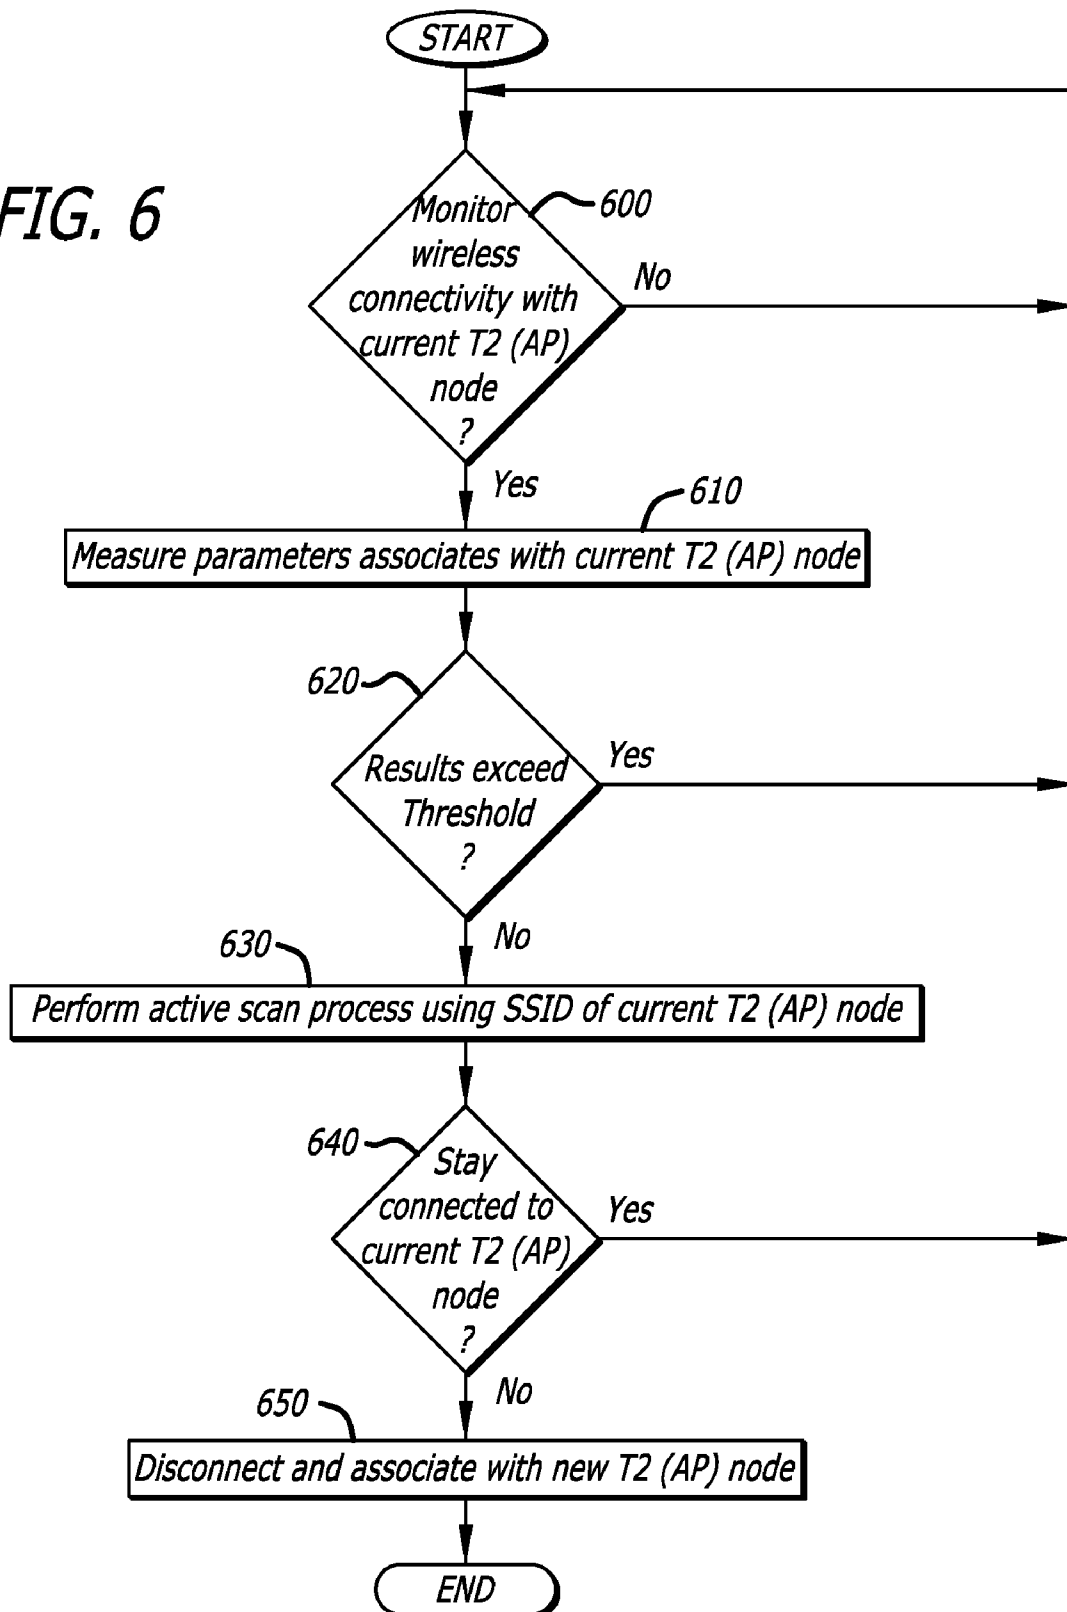 START
FIG. 6
600
Monitor
wireless
connectivity with
current T2 (AP)
node
?
No
Yes
610
Measure parameters associates with current T2 (AP) node
620
Results exceed
Threshold
?
Yes
No
630
Perform active scan process using SSID of current T2 (AP) node
640
Stay
connected to
current T2 (AP)
node
?
Yes
No
650
Disconnect and associate with new T2 (AP) node
END